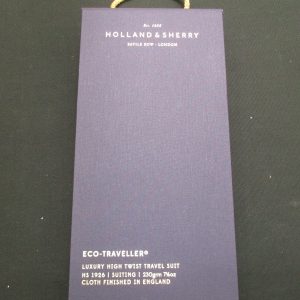 Est. 1836
HOLLAND & SHERRY
SAVILE ROW · LONDON
ECO-TRAVELLER®
LUXURY HIGH TWIST TRAVEL SUIT
HS 1926 | SUITING | 230grm 7½oz
CLOTH FINISHED IN ENGLAND